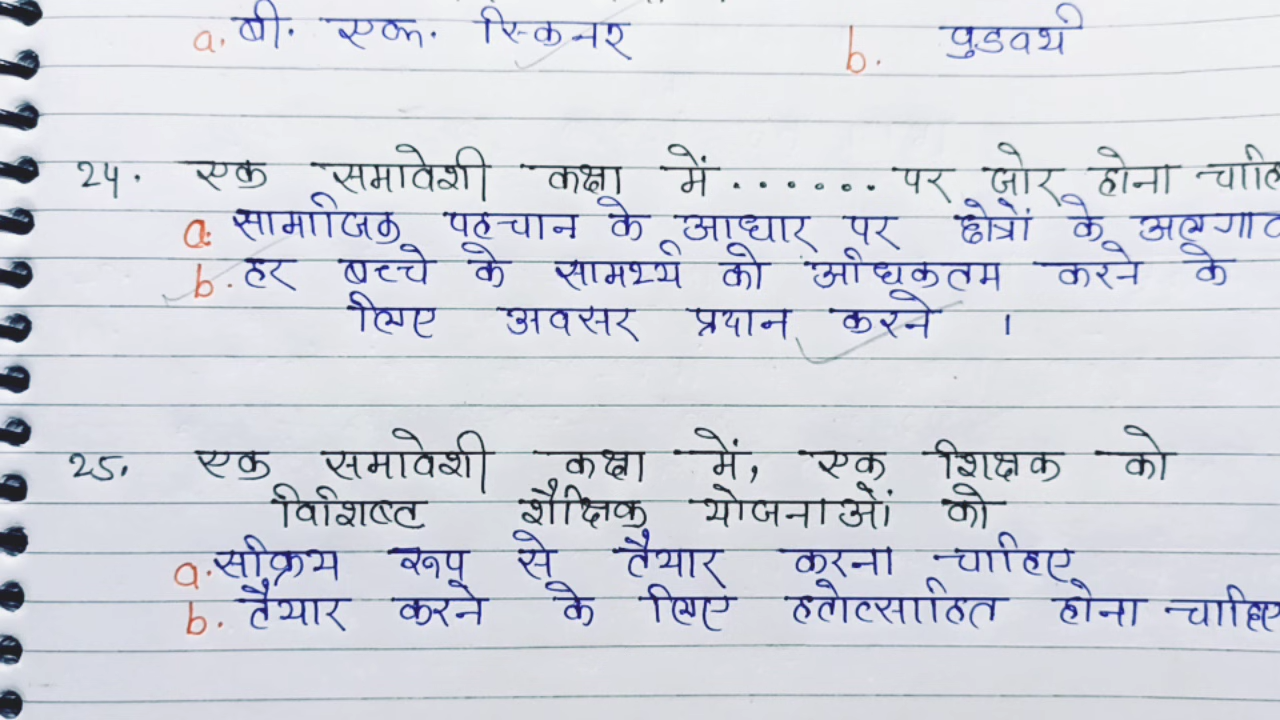 a. बी. एफ. स्किनर b. वुडवर्थ
24. एक समावेशी कक्षा में ....... पर जोर होना
a. सामाजिक पहचान के आधार पर छात्रों के
b. हर बच्चे के सामर्थ्य को अधिकतम करने के
लिए अवसर प्रदान करने ।
25. एक समावेशी कक्षा में, एक शिक्षक को
विशिष्ट शैक्षिक योजनाओं को
a. सक्रिय रूप से तैयार करना चाहिए
b. तैयार करने के लिए हतोत्साहित होना चाहिए